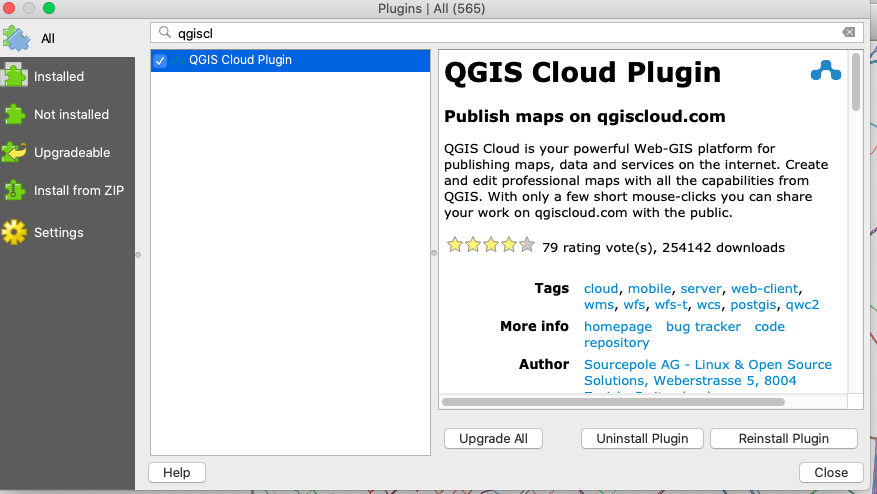 Plugins | All (565)
All
Installed
Not installed
Upgradeable
Install from ZIP
Settings
qgiscl
QGIS Cloud Plugin
QGIS Cloud Plugin
Publish maps on qgiscloud.com
QGIS Cloud is your powerful Web-GIS platform for
publishing maps, data and services on the internet. Create
and edit professional maps with all the capabilities from
QGIS. With only a few short mouse-clicks you can share
your work on qgiscloud.com with the public.
79 rating vote(s), 254142 downloads
Tags cloud, mobile, server, web-client,
wms, wfs, wfs-t, wcs, postgis, qwc2
More info homepage bug tracker code
repository
Author Sourcepole AG - Linux & Open Source
Solutions, Weberstrasse 5, 8004
Upgrade All Uninstall Plugin Reinstall Plugin
Help Close